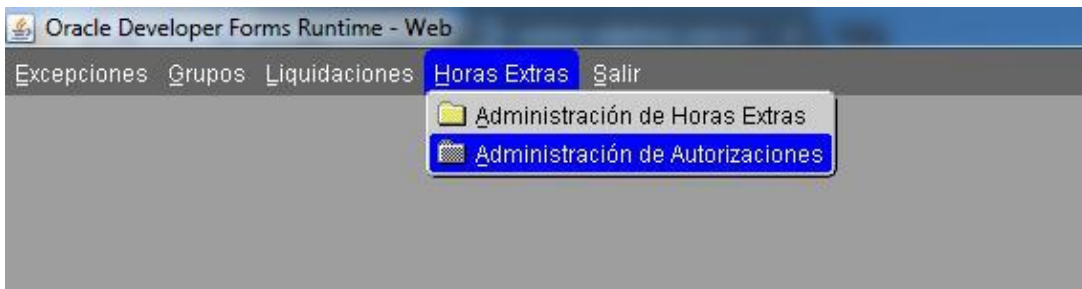 Oracle Developer Forms Runtime - Web
Excepciones Grupos Liquidaciones Horas Extras Salir
Administración de Horas Extras
Administración de Autorizaciones